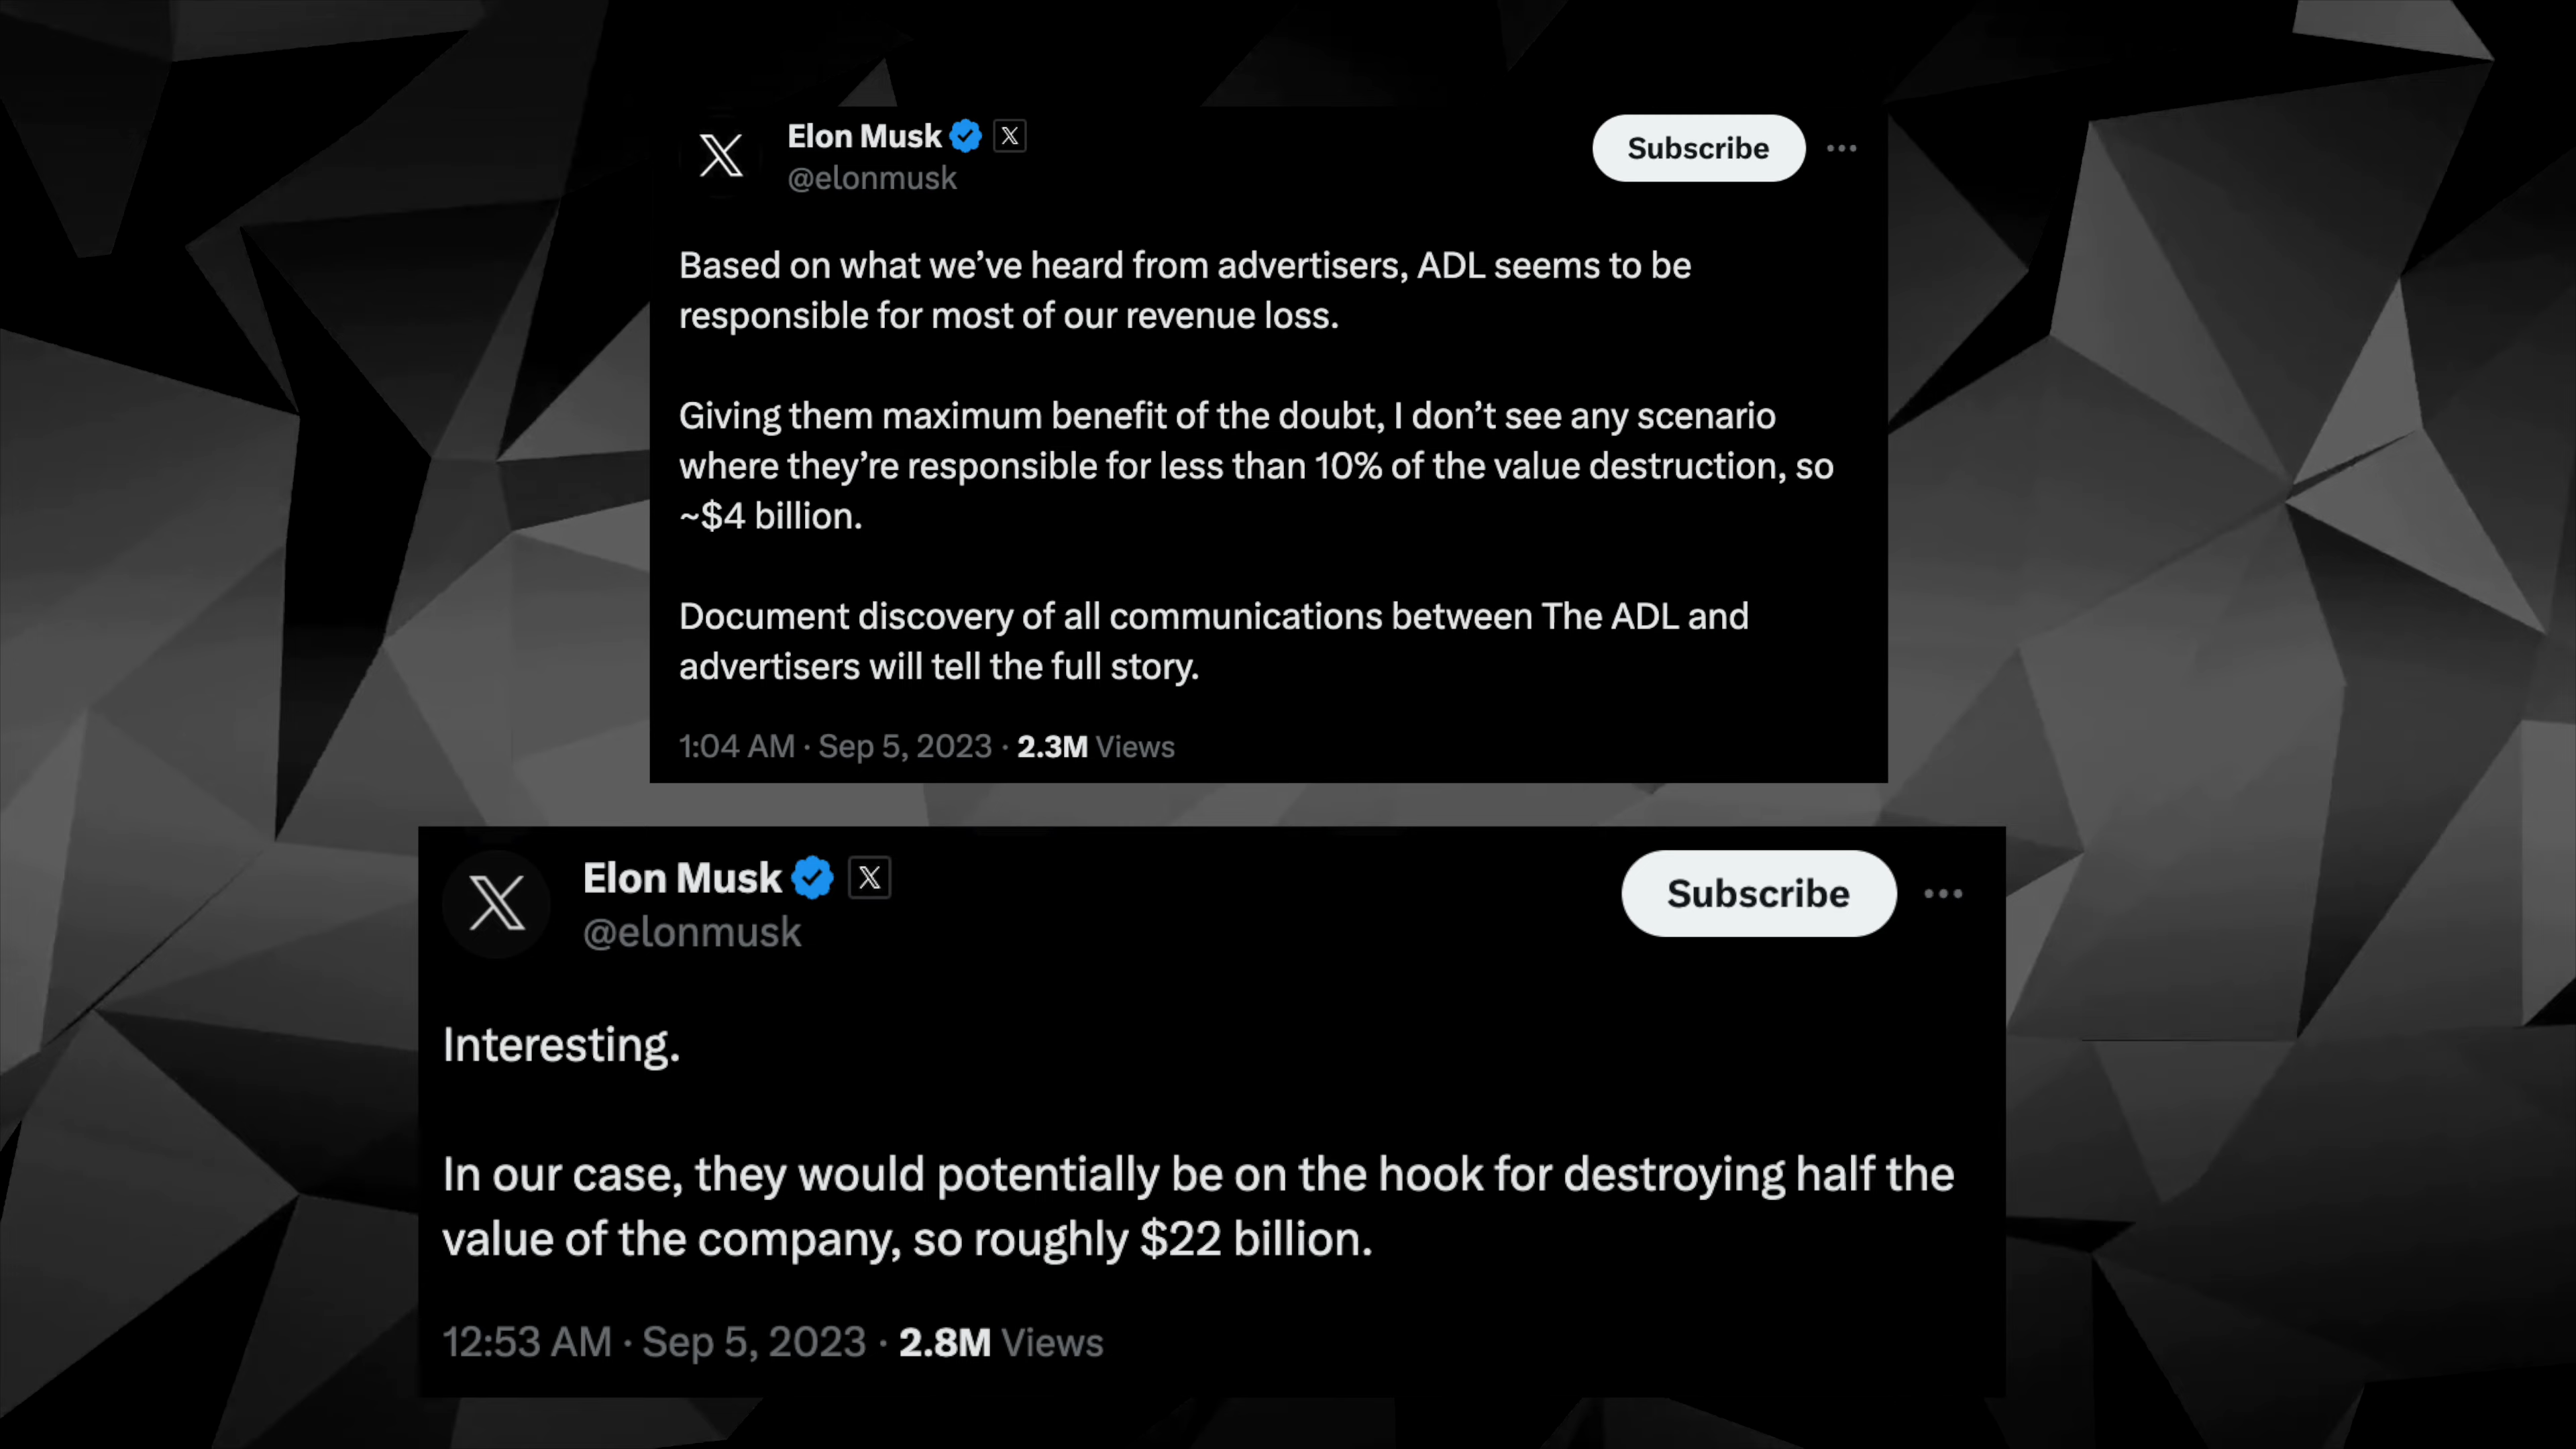 Elon Musk
@elonmusk
Subscribe
Based on what we’ve heard from advertisers, ADL seems to be
responsible for most of our revenue loss.
Giving them maximum benefit of the doubt, I don’t see any scenario
where they’re responsible for less than 10% of the value destruction, so
~$4 billion.
Document discovery of all communications between The ADL and
advertisers will tell the full story.
1:04 AM · Sep 5, 2023 · 2.3M Views
Elon Musk
@elonmusk
Subscribe
Interesting.
In our case, they would potentially be on the hook for destroying half the
value of the company, so roughly $22 billion.
12:53 AM · Sep 5, 2023 · 2.8M Views